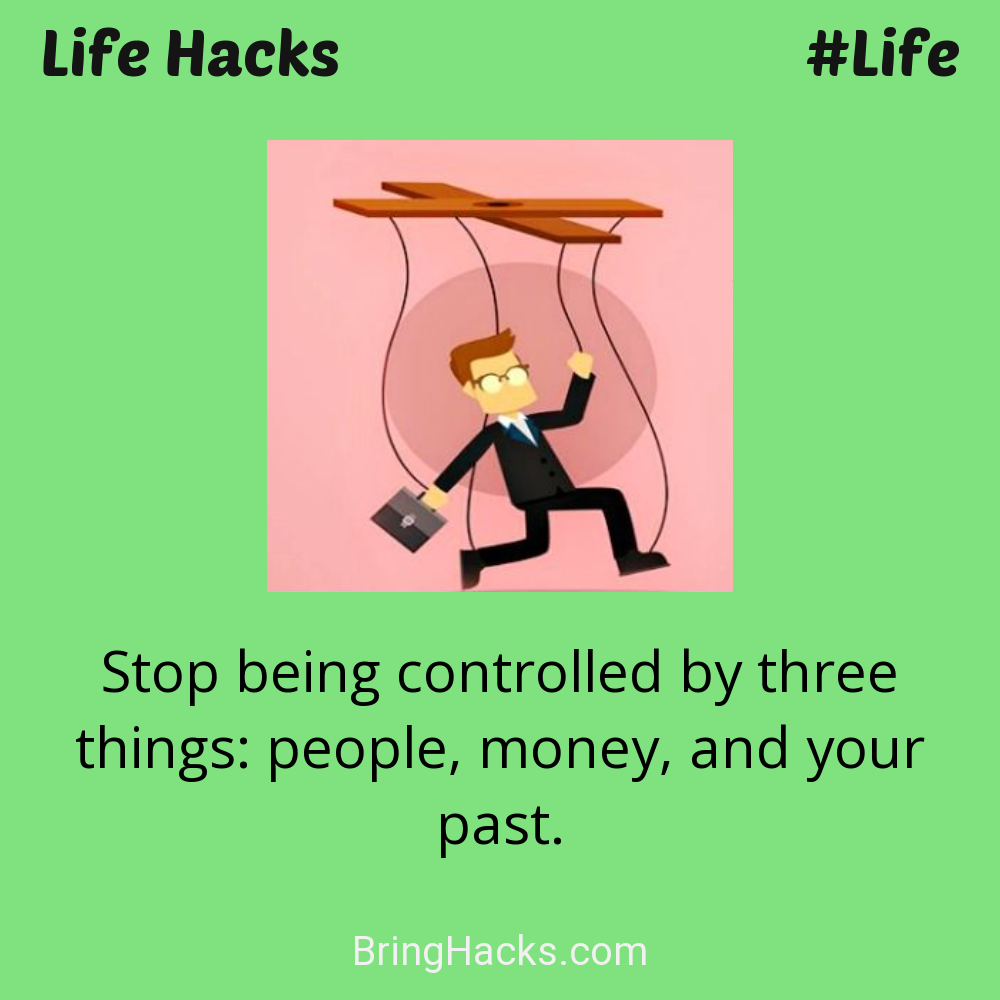 Life Hacks #Life
Stop being controlled by three
things: people, money, and your
past.
BringHacks.com